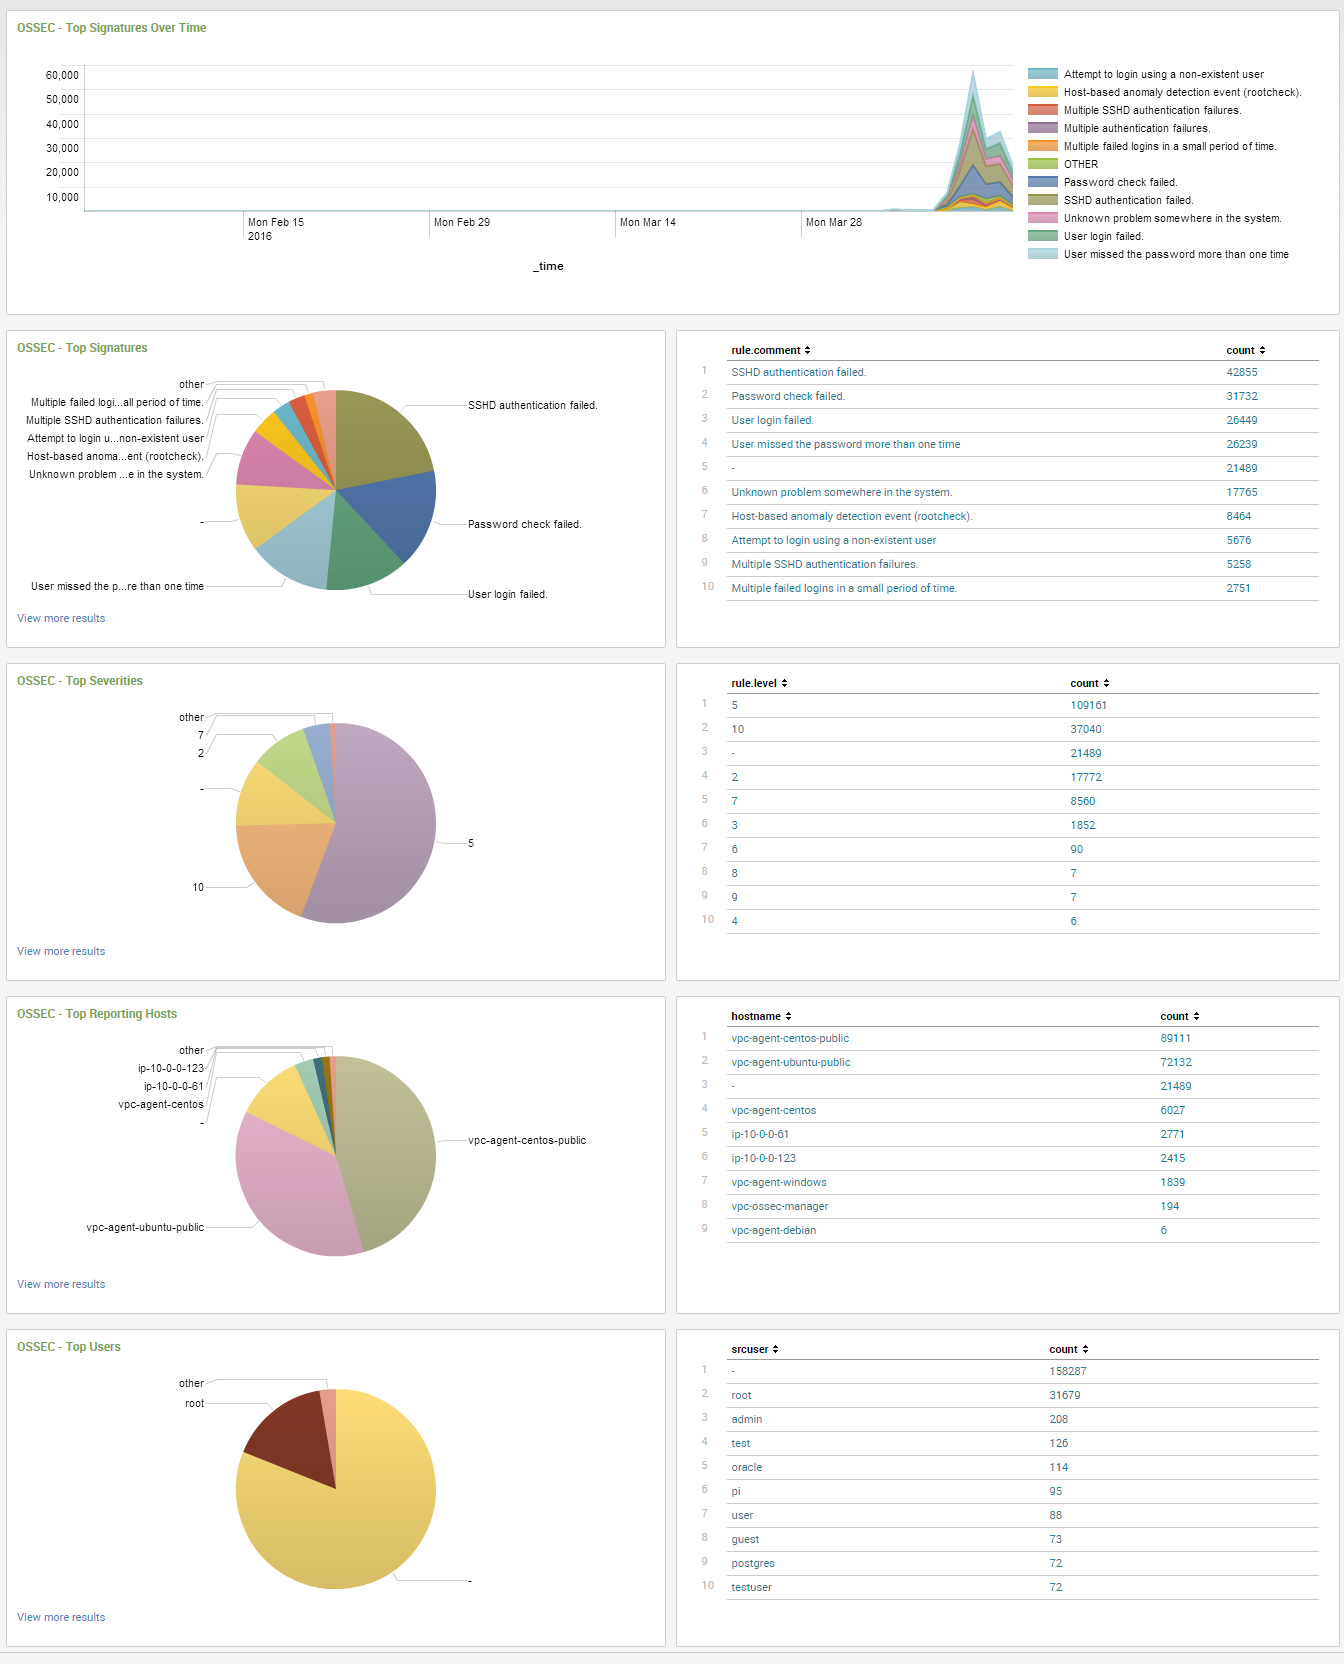 OSSEC - Top Signatures Over Time
60,000
50,000
40,000
30,000
20,000
10,000
Mon Feb 15
2016
Mon Feb 29
Mon Mar 14
Mon Mar 28
_time
Attempt to login using a non-existent user
Host-based anomaly detection event (rootcheck).
Multiple SSHD authentication failures.
Multiple authentication failures.
Multiple failed logins in a small period of time.
OTHER
Password check failed.
SSHD authentication failed.
Unknown problem somewhere in the system.
User login failed.
User missed the password more than one time
OSSEC - Top Signatures
other
Multiple failed logi...all period of time.
Multiple SSHD authentication failures.
Attempt to login u...non-existent user
Host-based anoma...ent (rootcheck).
Unknown problem ...e in the system.
-
User missed the p...re than one time
SSHD authentication failed.
Password check failed.
User login failed.
View more results
rule.comment count
1 SSHD authentication failed. 42855
2 Password check failed. 31732
3 User login failed. 26449
4 User missed the password more than one time 26239
5 - 21489
6 Unknown problem somewhere in the system. 17765
7 Host-based anomaly detection event (rootcheck). 8464
8 Attempt to login using a non-existent user 5676
9 Multiple SSHD authentication failures. 5258
10 Multiple failed logins in a small period of time. 2751
OSSEC - Top Severities
other
7
2
-
10
5
View more results
rule.level count
1 5 109161
2 10 37040
3 - 21489
4 2 17772
5 7 8560
6 3 1852
7 6 90
8 8 7
9 9 7
10 4 6
OSSEC - Top Reporting Hosts
other
ip-10-0-0-123
ip-10-0-0-61
vpc-agent-centos
-
vpc-agent-ubuntu-public
vpc-agent-centos-public
View more results
hostname count
1 vpc-agent-centos-public 89111
2 vpc-agent-ubuntu-public 72132
3 - 21489
4 vpc-agent-centos 6027
5 ip-10-0-0-61 2771
6 ip-10-0-0-123 2415
7 vpc-agent-windows 1839
8 vpc-ossec-manager 194
9 vpc-agent-debian 6
OSSEC - Top Users
other
root
-
View more results
srcuser count
1 - 158287
2 root 31679
3 admin 208
4 test 126
5 oracle 114
6 pi 95
7 user 88
8 guest 73
9 postgres 72
10 testuser 72